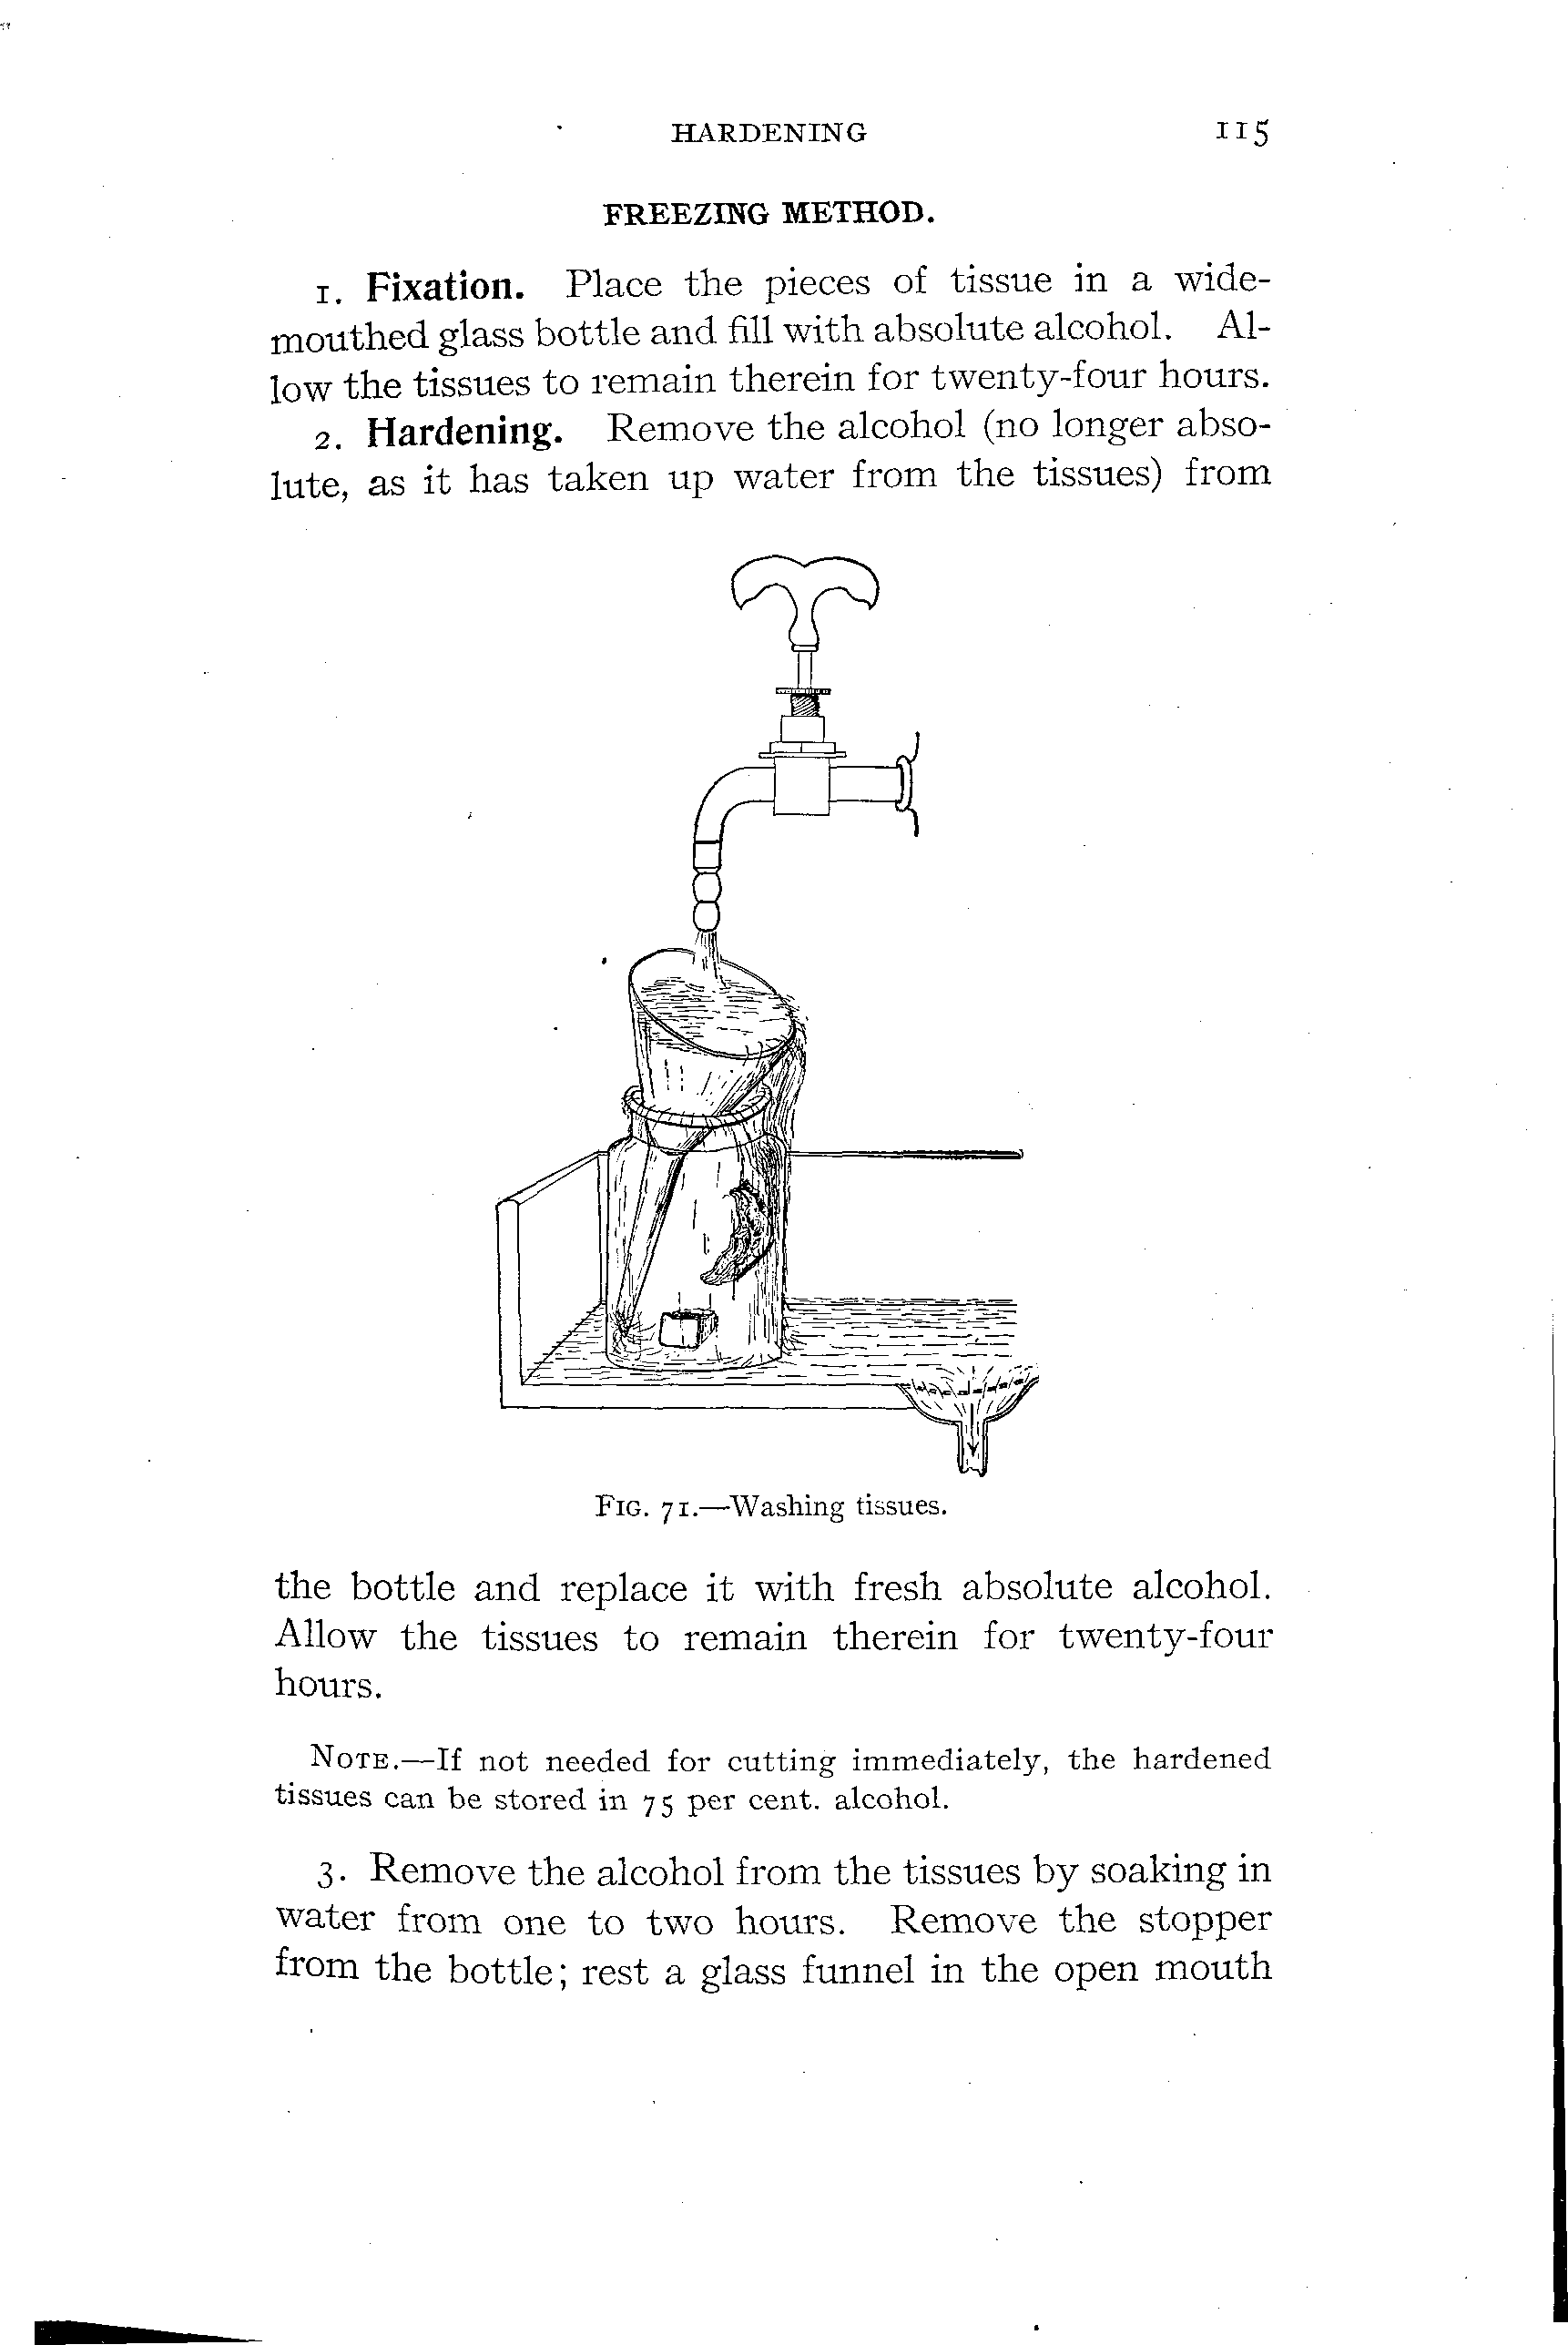 HARDENING 115
FREEZING METHOD.
1. Fixation. Place the pieces of tissue in a wide-
mouthed glass bottle and fill with absolute alcohol. Al-
low the tissues to remain therein for twenty-four hours.
2. Hardening. Remove the alcohol (no longer abso-
lute, as it has taken up water from the tissues) from
FIG. 71.—Washing tissues.
the bottle and replace it with fresh absolute alcohol.
Allow the tissues to remain therein for twenty-four
hours.
NOTE.—If not needed for cutting immediately, the hardened
tissues can be stored in 75 per cent. alcohol.
3. Remove the alcohol from the tissues by soaking in
water from one to two hours. Remove the stopper
from the bottle; rest a glass funnel in the open mouth